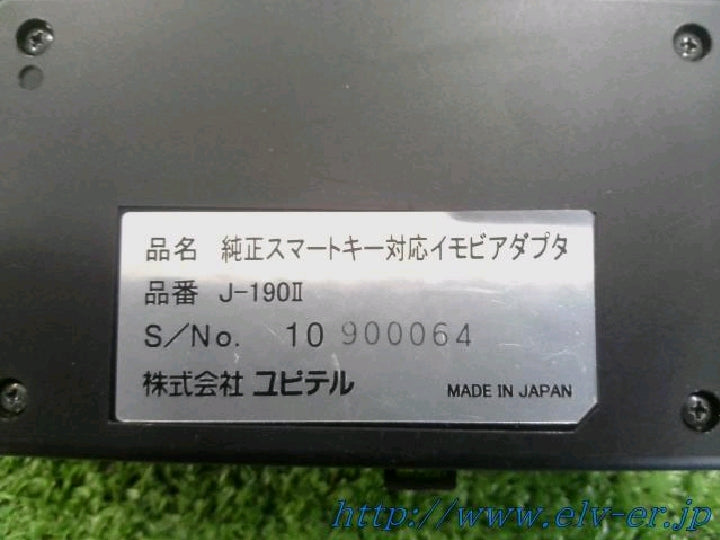 品名 純正スマートキー対応イモビアダプタ
品番 J-190Ⅱ
S/No. 10 900064
株式会社 ユピテル MADE IN JAPAN
http://www.elv-er.jp